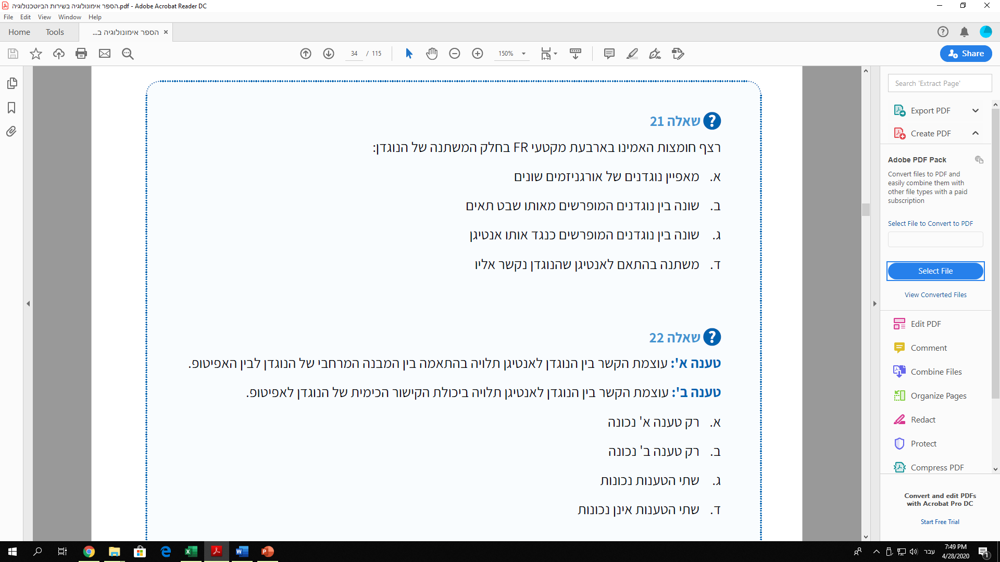 הספר אימונולוגיה בשירות הביוטכנולוגיה.pdf - Adobe Acrobat Reader DC
File Edit View Window Help
Home Tools הספר אימונולוגיה ב... ×
34 / 115 150% Share
Search 'Extract Page'
Export PDF
Create PDF
Adobe PDF Pack
Convert files to PDF and
easily combine them with
other file types with a paid
subscription
Select File to Convert to PDF
Select File
View Converted Files
Edit PDF
Comment
Combine Files
Organize Pages
Redact
Protect
Compress PDF
Convert and edit PDFs
with Acrobat Pro DC
Start Free Trial
? שאלה 21
רצף חומצות האמינו בארבעת מקטעי FR בחלק המשתנה של הנוגדן:
א. מאפיין נוגדנים של אורגניזמים שונים
ב. שונה בין נוגדנים המופרשים מאותו שבט תאים
ג. שונה בין נוגדנים המופרשים כנגד אותו אנטיגן
ד. משתנה בהתאם לאנטיגן שהנוגדן נקשר אליו
? שאלה 22
טענה א': עוצמת הקשר בין הנוגדן לאנטיגן תלויה בהתאמה בין המבנה המרחבי של הנוגדן לבין האפיטופ.
טענה ב': עוצמת הקשר בין הנוגדן לאנטיגן תלויה ביכולת הקישור הכימית של הנוגדן לאפיטופ.
א. רק טענה א' נכונה
ב. רק טענה ב' נכונה
ג. שתי הטענות נכונות
ד. שתי הטענות אינן נכונות
עבר
7:49 PM
4/28/2020
1